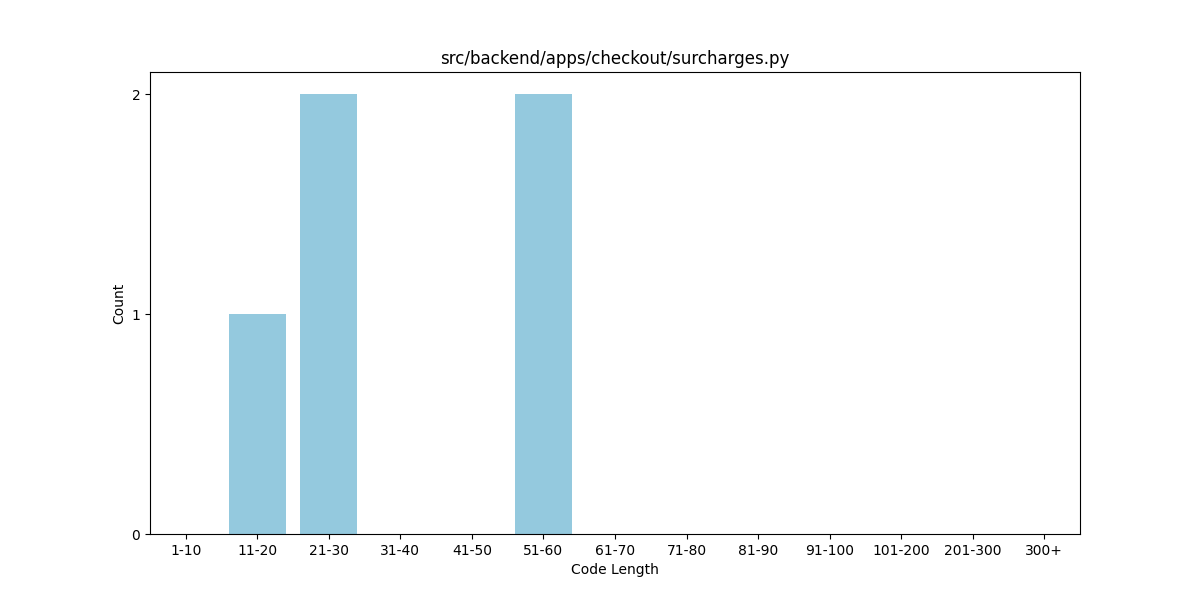 src/backend/apps/checkout/surcharges.py
Count
2
1
0
1-10 11-20 21-30 31-40 41-50 51-60 61-70 71-80 81-90 91-100 101-200 201-300 300+
Code Length